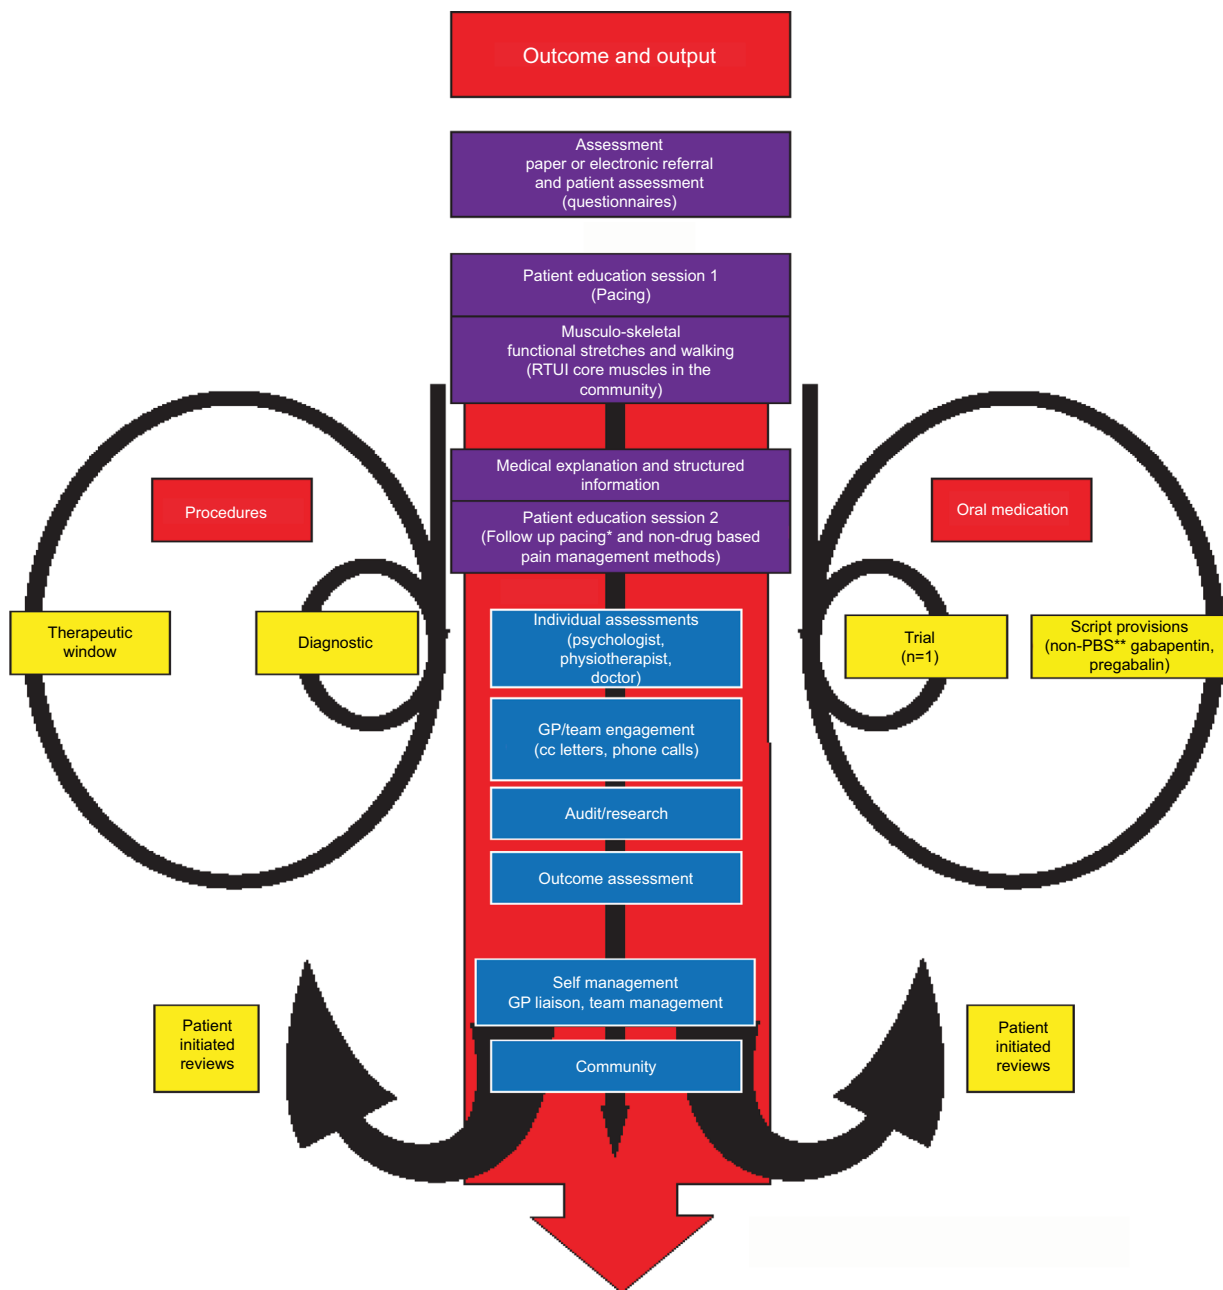 Outcome and output
Assessment
paper or electronic referral
and patient assessment
(questionnaires)
Patient education session 1
(Pacing)
Musculo-skeletal
functional stretches and walking
(RTUI core muscles in the
community)
Medical explanation and structured
information
Patient education session 2
(Follow up pacing* and non-drug based
pain management methods)
Procedures
Therapeutic
window
Diagnostic
Oral medication
Trial
(n=1)
Script provisions
(non-PBS** gabapentin,
pregabalin)
Individual assessments
(psychologist,
physiotherapist,
doctor)
GP/team engagement
(cc letters, phone calls)
Audit/research
Outcome assessment
Self management
GP liaison, team management
Community
Patient
initiated
reviews
Patient
initiated
reviews